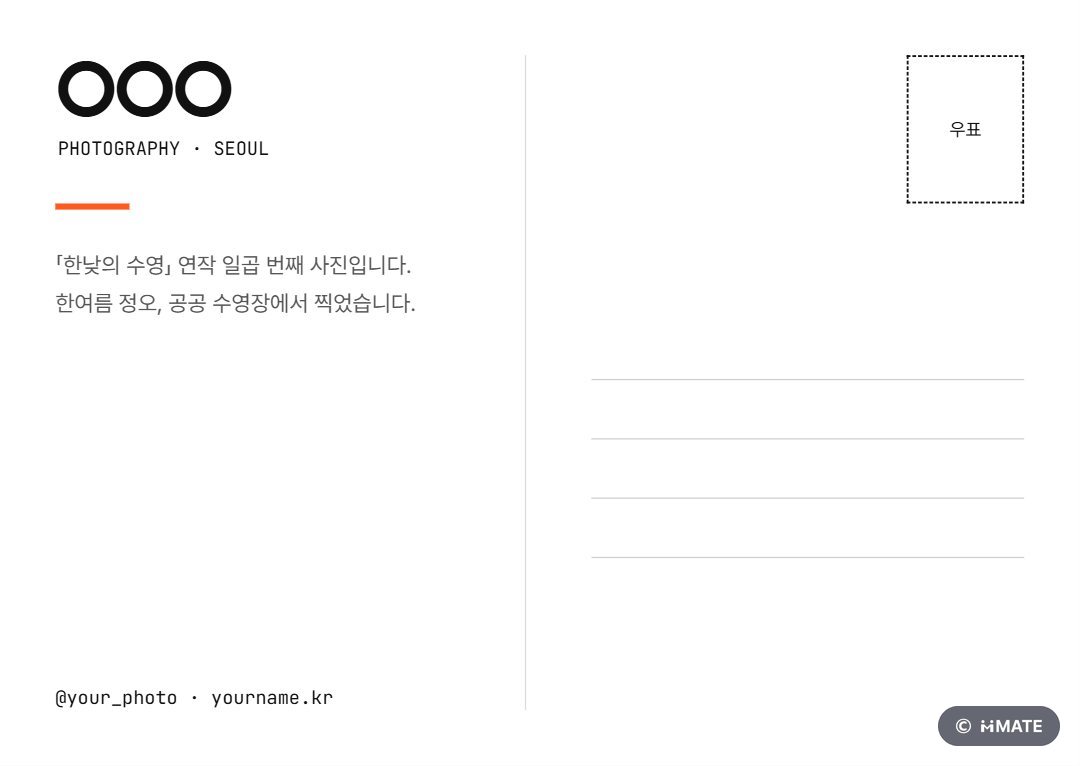 OOO
PHOTOGRAPHY · SEOUL
「한낮의 수영」 연작 일곱 번째 사진입니다.
한여름 정오, 공공 수영장에서 찍었습니다.
@your_photo · yourname.kr
우표
© MMATE